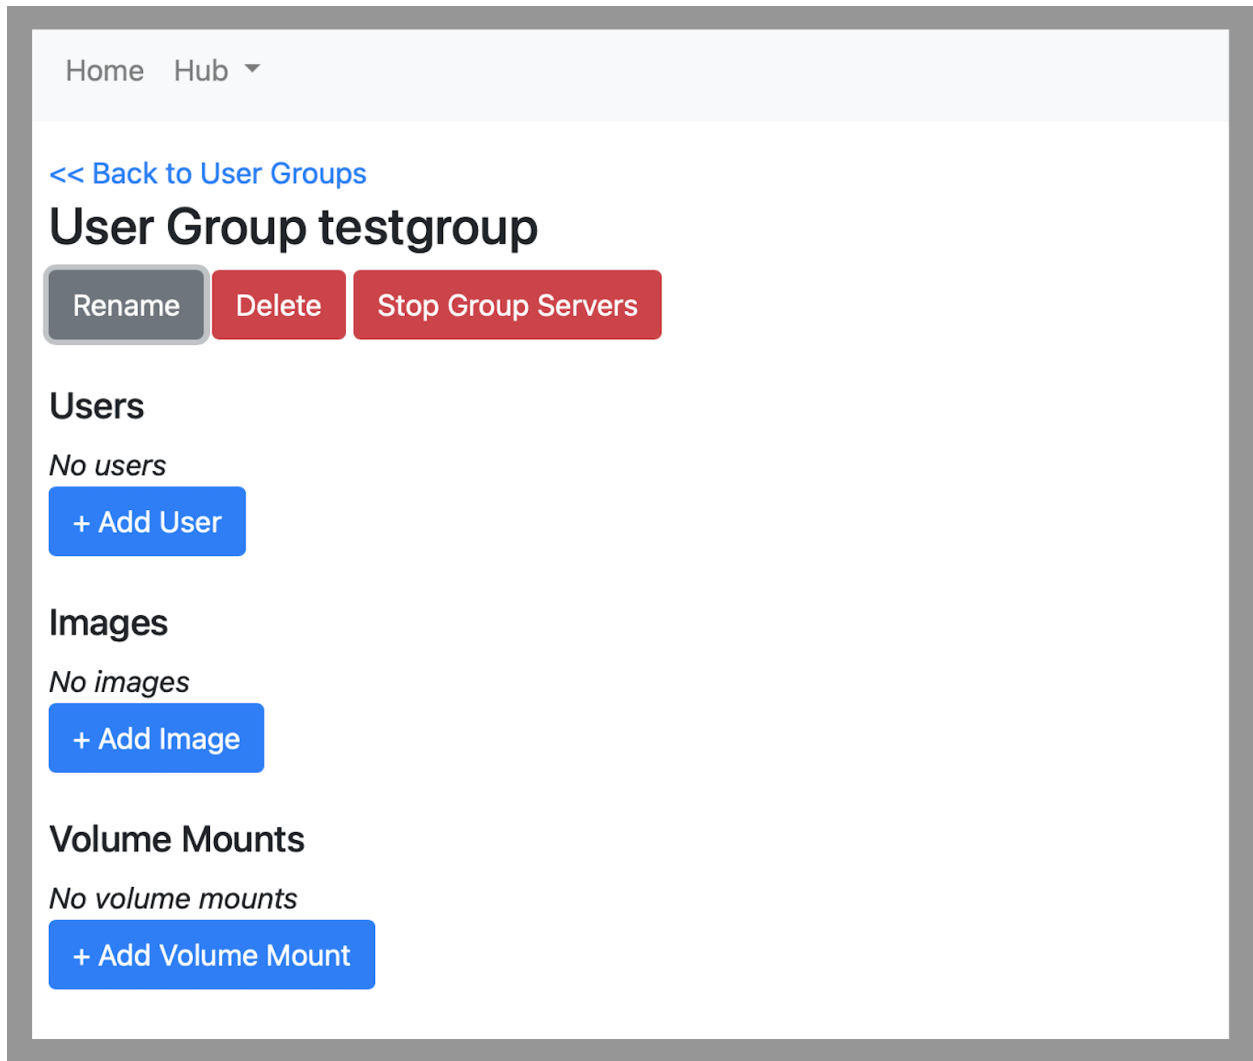 Home Hub
<< Back to User Groups
User Group testgroup
Rename Delete Stop Group Servers
Users
No users
+ Add User
Images
No images
+ Add Image
Volume Mounts
No volume mounts
+ Add Volume Mount